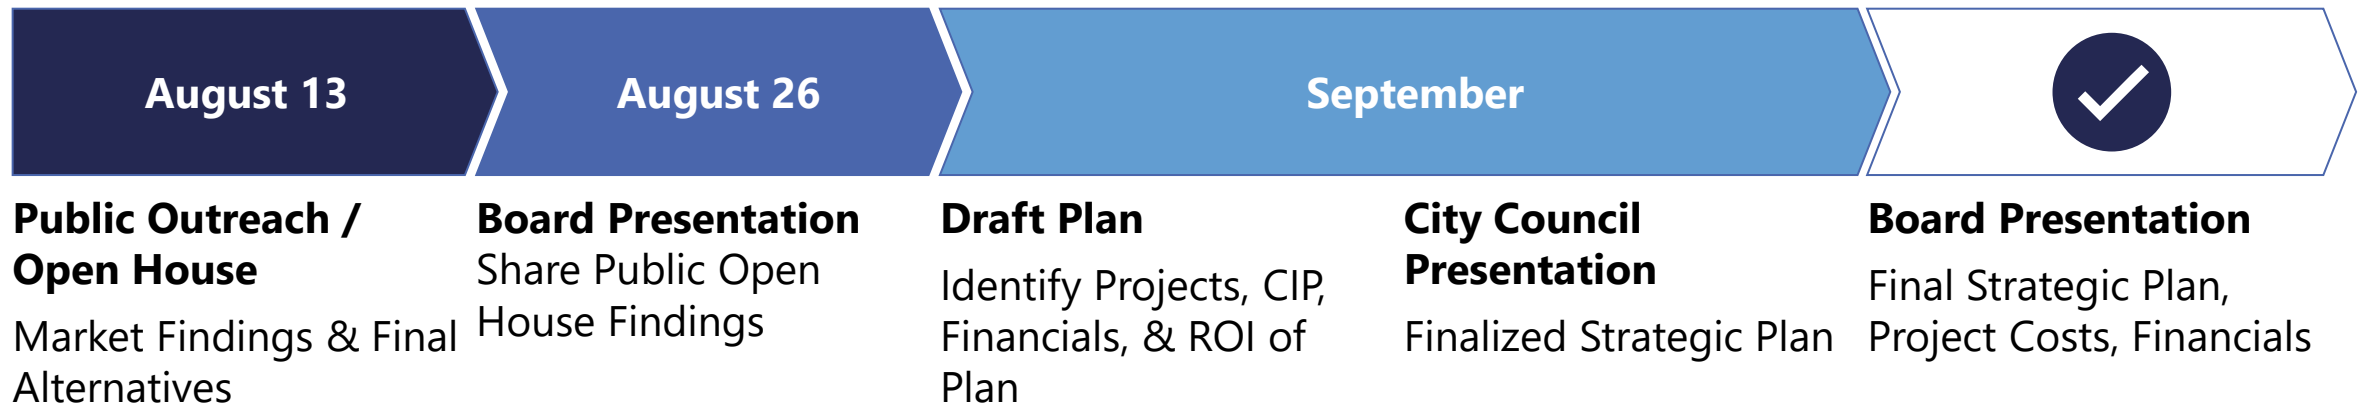 August 13
August 26
September
Public Outreach /
Open House
Market Findings & Final
Alternatives
Board Presentation
Share Public Open
House Findings
Draft Plan
Identify Projects, CIP,
Financials, & ROI of
Plan
City Council
Presentation
Finalized Strategic Plan
Board Presentation
Final Strategic Plan,
Project Costs, Financials